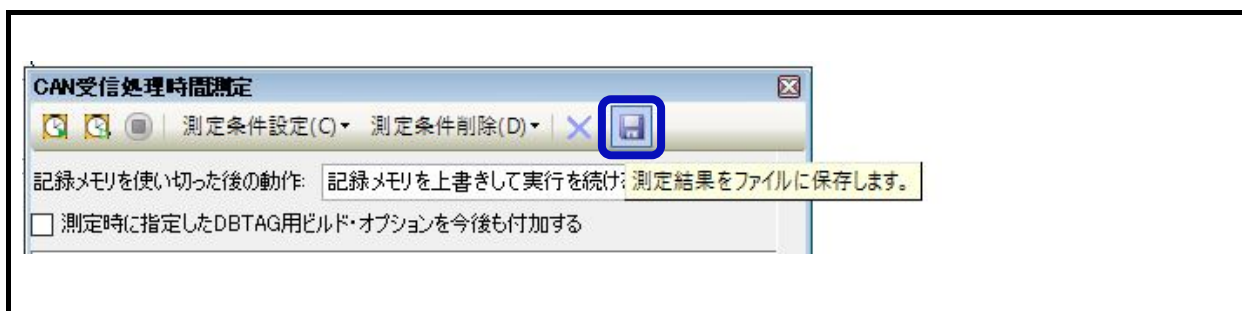 CAN受信処理時間測定
測定条件設定(C) 測定条件削除(D)
記録メモリを使い切った後の動作: 記録メモリを上書きして実行を続け
測定結果をファイルに保存します。
測定時に指定したDBTAG用ビルド・オプションを今後も付加する